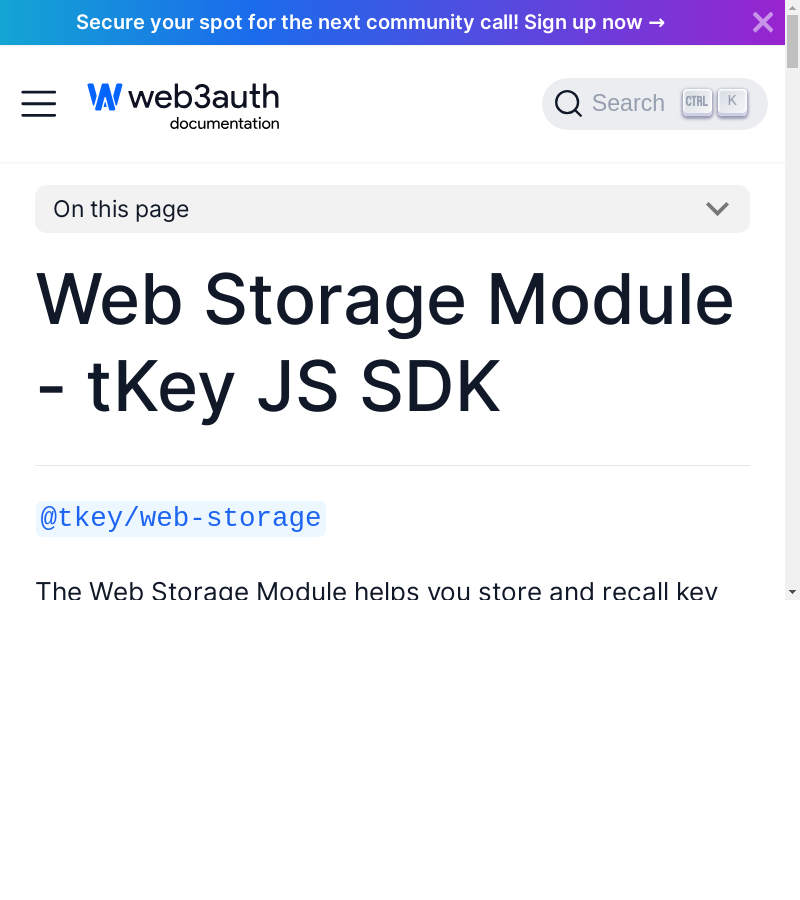 Secure your spot for the next community call! Sign up now →
web3auth
documentation
Search CTRL K
On this page
Web Storage Module
- tKey JS SDK
@tkey/web-storage
The Web Storage Module helps you store and recall key